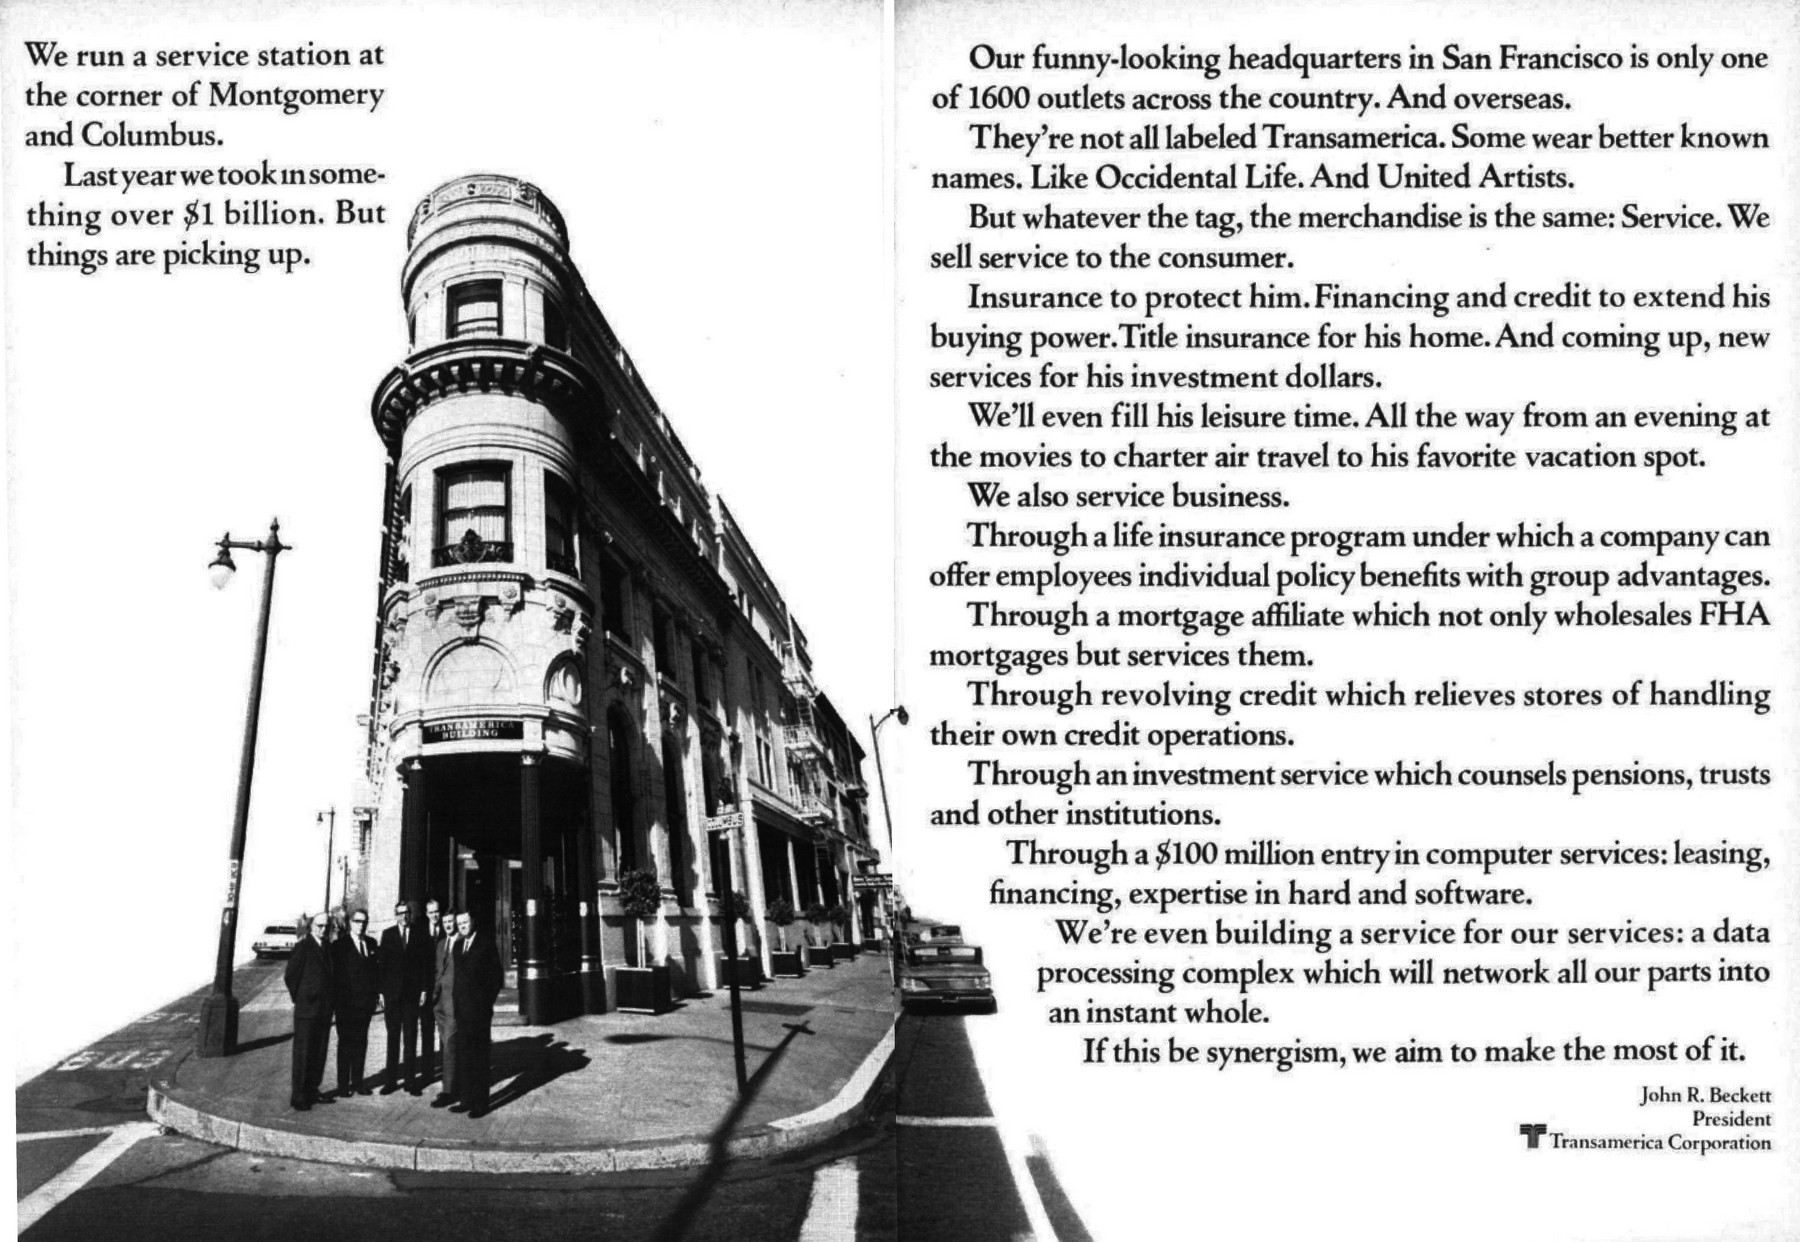 We run a service station at
the corner of Montgomery
and Columbus.
Last year we took in some-
thing over $1 billion. But
things are picking up.
TRANSAMERICA
BUILDING
COLUMBUS
Our funny-looking headquarters in San Francisco is only one
of 1600 outlets across the country. And overseas.
They're not all labeled Transamerica. Some wear better known
names. Like Occidental Life. And United Artists.
But whatever the tag, the merchandise is the same: Service. We
sell service to the consumer.
Insurance to protect him. Financing and credit to extend his
buying power. Title insurance for his home. And coming up, new
services for his investment dollars.
We'll even fill his leisure time. All the way from an evening at
the movies to charter air travel to his favorite vacation spot.
We also service business.
Through a life insurance program under which a company can
offer employees individual policy benefits with group advantages.
Through a mortgage affiliate which not only wholesales FHA
mortgages but services them.
Through revolving credit which relieves stores of handling
their own credit operations.
Through an investment service which counsels pensions, trusts
and other institutions.
Through a $100 million entry in computer services: leasing,
financing, expertise in hard and software.
We're even building a service for our services: a data
processing complex which will network all our parts into
an instant whole.
If this be synergism, we aim to make the most of it.
John R. Beckett
President
Transamerica Corporation